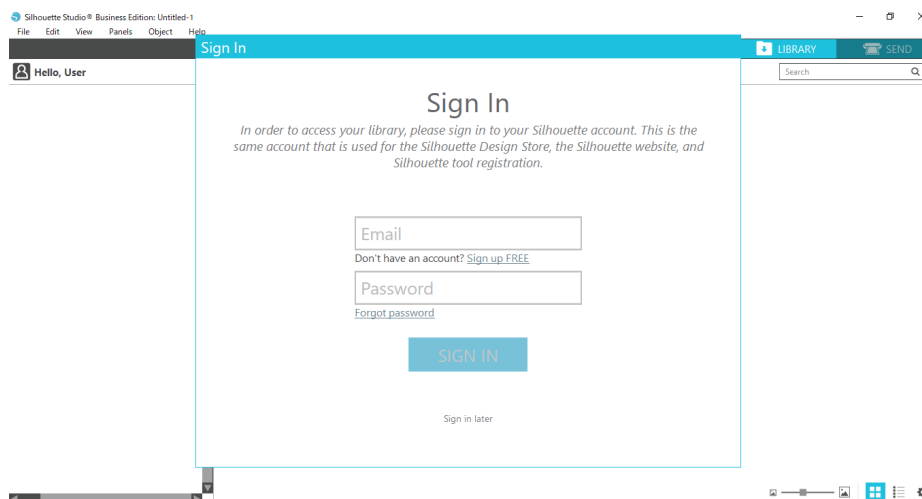 Silhouette Studio® Business Edition: Untitled-1
File Edit View Panels Object Help
Sign In
LIBRARY
SEND
Hello, User
Search
Sign In
In order to access your library, please sign in to your Silhouette account. This is the
same account that is used for the Silhouette Design Store, the Silhouette website, and
Silhouette tool registration.
Email
Don't have an account? Sign up FREE
Password
Forgot password
SIGN IN
Sign in later